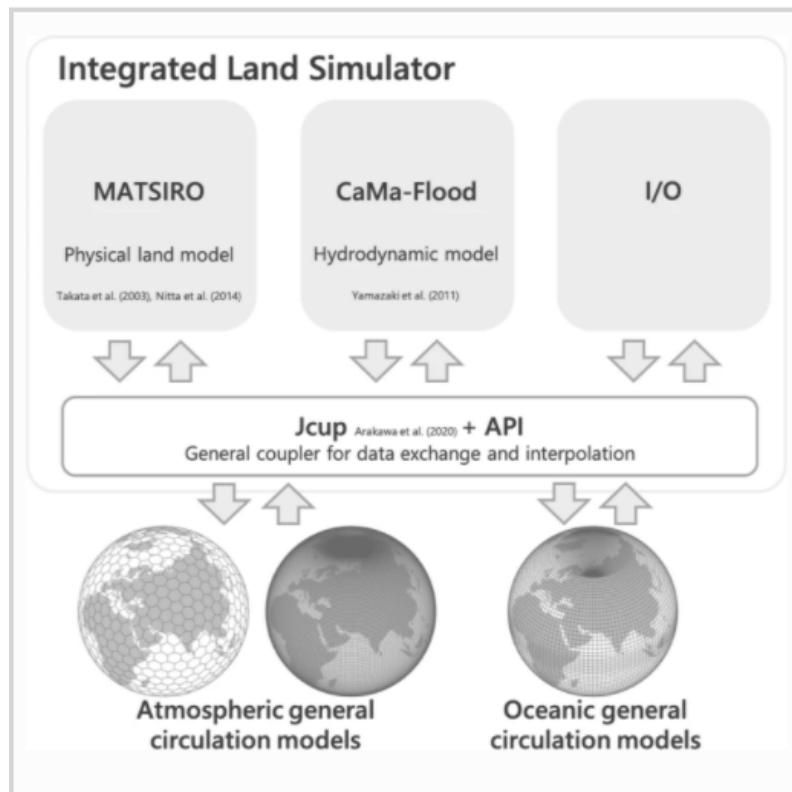 Integrated Land Simulator
MATSIRO
Physical land model
Takata et al. (2003), Nitta et al. (2014)
CaMa-Flood
Hydrodynamic model
Yamazaki et al. (2011)
I/O
Jcup Arakawa et al. (2020) + API
General coupler for data exchange and interpolation
Atmospheric general
circulation models
Oceanic general
circulation models